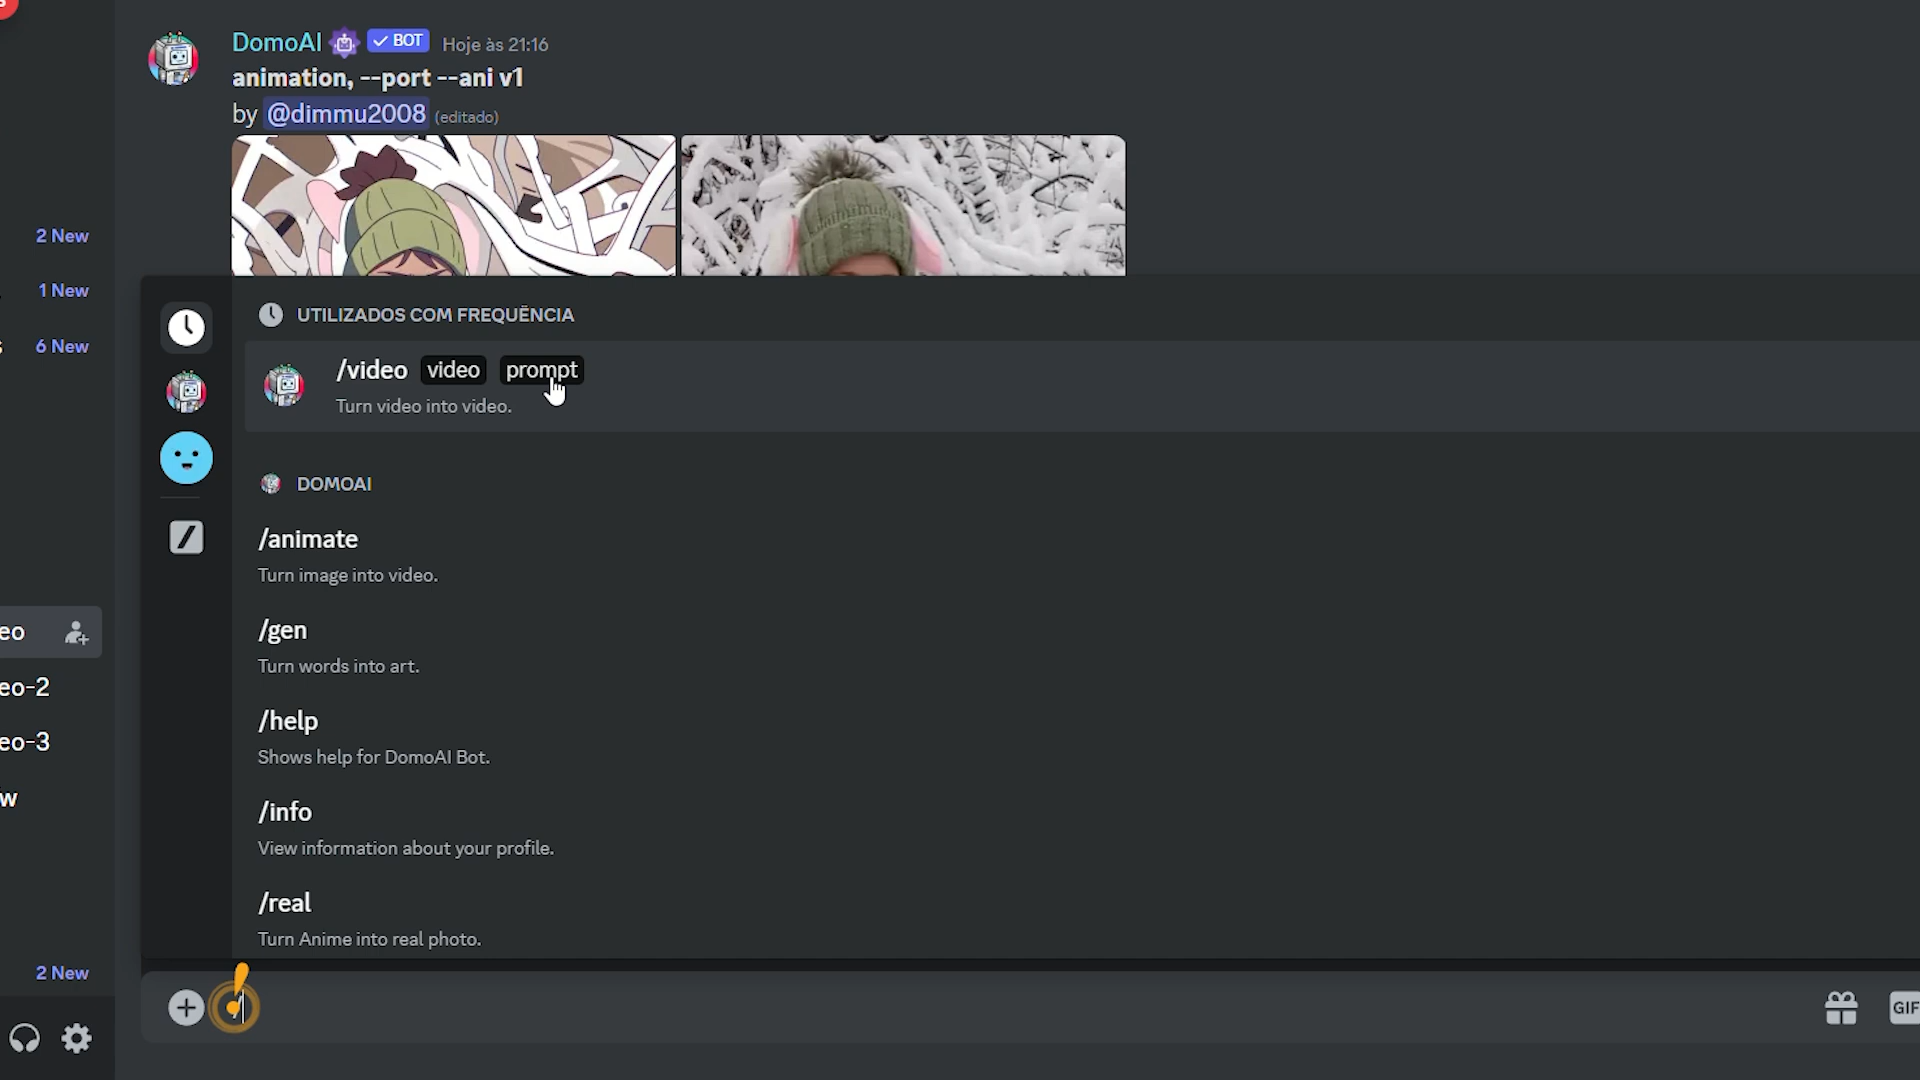 DomoAI BOT Hoje às 21:16
animation, --port --ani v1
by @dimmu2008 (editado)
2 New
1 New
6 New
UTILIZADOS COM FREQUÊNCIA
/video video prompt
Turn video into video.
DOMOAI
/animate
Turn image into video.
/gen
Turn words into art.
eo
eo-2
/help
eo-3
Shows help for DomoAI Bot.
w
/info
View information about your profile.
/real
Turn Anime into real photo.
2 New
/
GIF